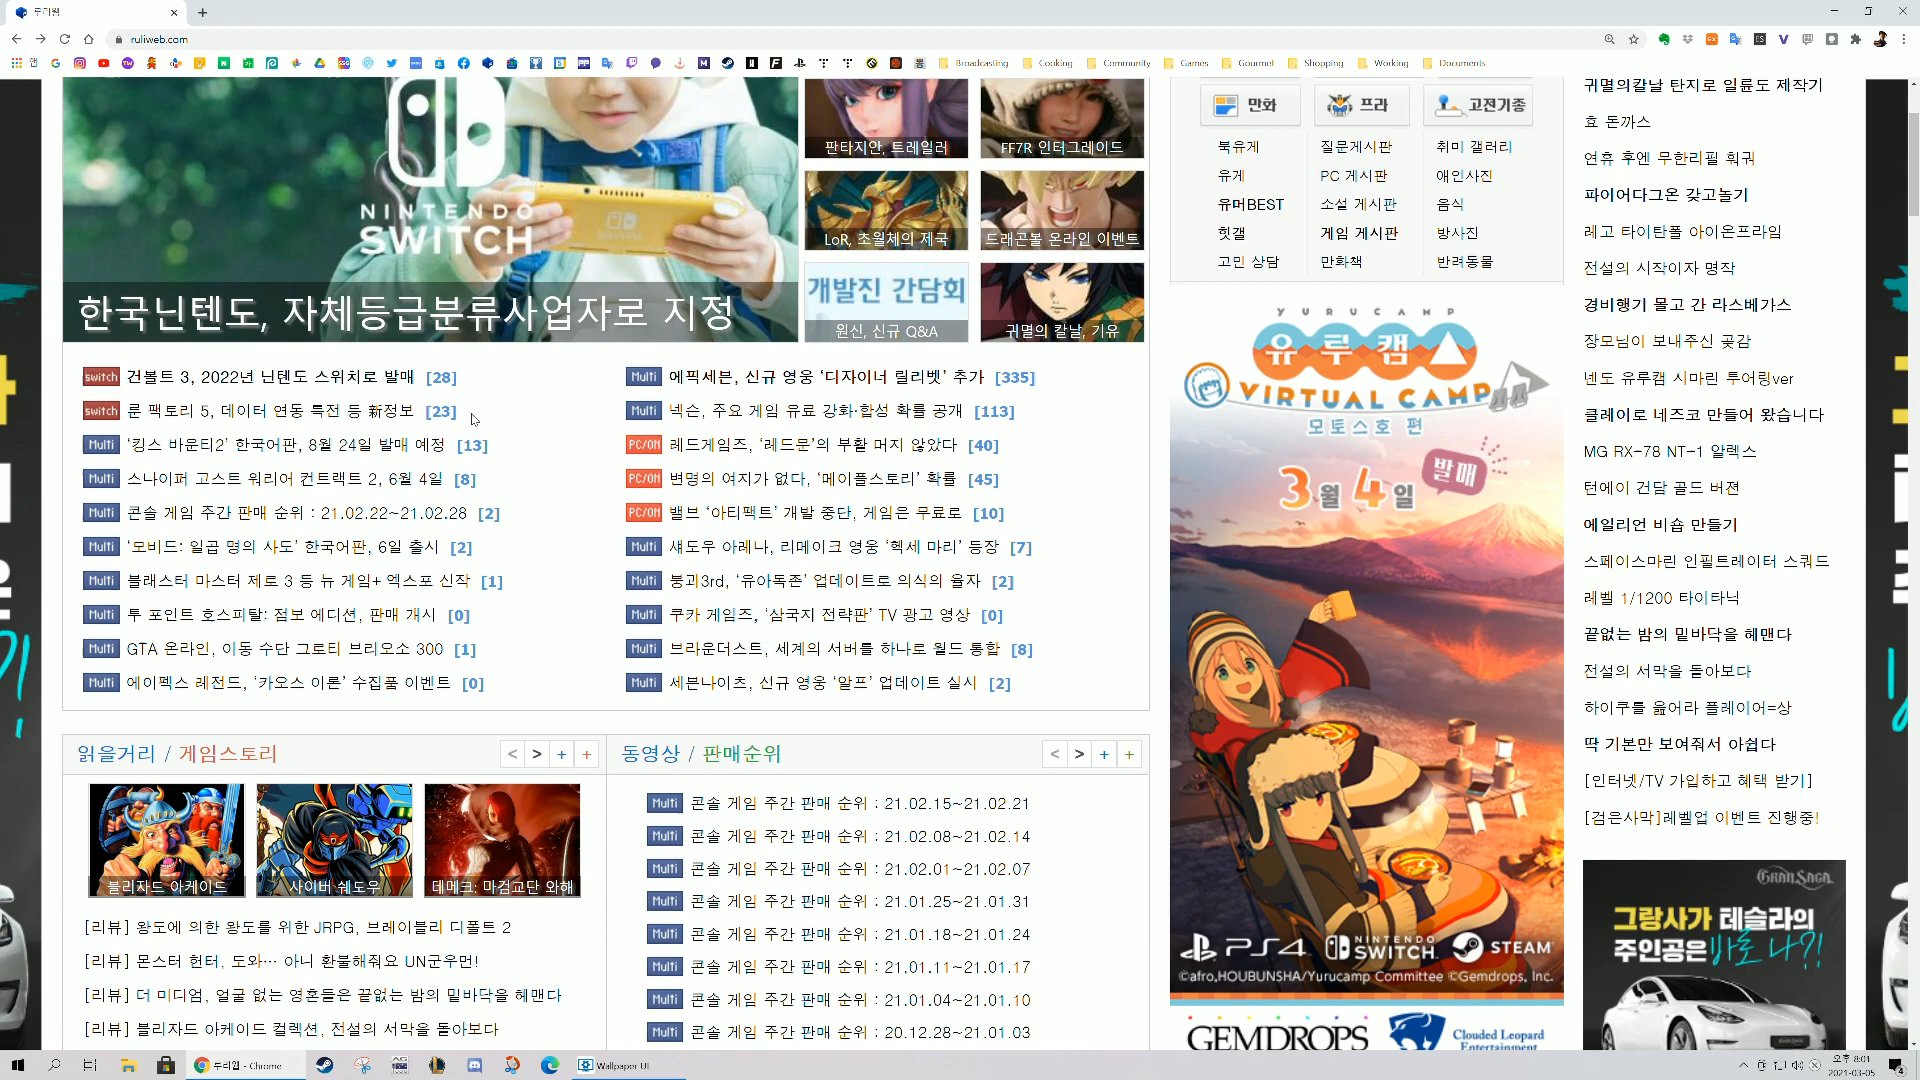 루리웹
ruliweb.com
앱
Broadcasting
Cooking
Community
Games
Gourmet
Shopping
Working
Documents
NINTENDO
SWITCH
한국닌텐도, 자체등급분류사업자로 지정
판타지안, 트레일러
FF7R 인터그레이드
LoR, 초월체의 제국
드래곤볼 온라인 이벤트
개발진 간담회
원신, 신규 Q&A
귀멸의 칼날, 기유
switch 건볼트 3, 2022년 닌텐도 스위치로 발매 [28]
switch 룬 팩토리 5, 데이터 연동 특전 등 新정보 [23]
Multi ‘킹스 바운티2’ 한국어판, 8월 24일 발매 예정 [13]
Multi 스나이퍼 고스트 워리어 컨트랙트 2, 6월 4일 [8]
Multi 콘솔 게임 주간 판매 순위 : 21.02.22~21.02.28 [2]
Multi ‘모비드: 일곱 명의 사도’ 한국어판, 6일 출시 [2]
Multi 블래스터 마스터 제로 3 등 뉴 게임+ 엑스포 신작 [1]
Multi 투 포인트 호스피탈: 점보 에디션, 판매 개시 [0]
Multi GTA 온라인, 이동 수단 그로티 브리오소 300 [1]
Multi 에이펙스 레전드, ‘카오스 이론’ 수집품 이벤트 [0]
Multi 에픽세븐, 신규 영웅 ‘디자이너 릴리벳’ 추가 [335]
Multi 넥슨, 주요 게임 유료 강화·합성 확률 공개 [113]
PC/ON 레드게임즈, ‘레드문’의 부활 머지 않았다 [40]
PC/ON 변명의 여지가 없다, ‘메이플스토리’ 확률 [45]
PC/ON 밸브 ‘아티팩트’ 개발 중단, 게임은 무료로 [10]
Multi 섀도우 아레나, 리메이크 영웅 ‘헥세 마리’ 등장 [7]
Multi 붕괴3rd, ‘유아독존’ 업데이트로 의식의 율자 [2]
Multi 쿠카 게임즈, ‘삼국지 전략판’ TV 광고 영상 [0]
Multi 브라운더스트, 세계의 서버를 하나로 월드 통합 [8]
Multi 세븐나이츠, 신규 영웅 ‘알프’ 업데이트 실시 [2]
읽을거리 / 게임스토리
< > + +
블리자드 아케이드
사이버 쉐도우
데메크: 마검교단 와해
[리뷰] 왕도에 의한 왕도를 위한 JRPG, 브레이블리 디폴트 2
[리뷰] 몬스터 헌터, 도와… 아니 환불해줘요 UN군우먼!
[리뷰] 더 미디엄, 얼굴 없는 영혼들은 끝없는 밤의 밑바닥을 헤맨다
[리뷰] 블리자드 아케이드 컬렉션, 전설의 서막을 돌아보다
동영상 / 판매순위
< > + +
Multi 콘솔 게임 주간 판매 순위 : 21.02.15~21.02.21
Multi 콘솔 게임 주간 판매 순위 : 21.02.08~21.02.14
Multi 콘솔 게임 주간 판매 순위 : 21.02.01~21.02.07
Multi 콘솔 게임 주간 판매 순위 : 21.01.25~21.01.31
Multi 콘솔 게임 주간 판매 순위 : 21.01.18~21.01.24
Multi 콘솔 게임 주간 판매 순위 : 21.01.11~21.01.17
Multi 콘솔 게임 주간 판매 순위 : 21.01.04~21.01.10
Multi 콘솔 게임 주간 판매 순위 : 20.12.28~21.01.03
만화
프라
고전기종
북유게
질문게시판
취미 갤러리
유게
PC 게시판
애인사진
유머BEST
소설 게시판
음식
핫갤
게임 게시판
방사진
고민 상담
만화책
반려동물
YURUCAMP
유루캠△
VIRTUAL CAMP
모토스호 편
3월 4일 발매
PS4
NINTENDO
SWITCH
STEAM
©afro,HOUBUNSHA/Yurucamp Committee ©Gemdrops, Inc.
GEMDROPS
Clouded Leopard
Entertainment
귀멸의칼날 탄지로 일륜도 제작기
효 돈까스
연휴 후엔 무한리필 훠궈
파이어다그온 갖고놀기
레고 타이탄폴 아이온프라임
전설의 시작이자 명작
경비행기 몰고 간 라스베가스
장모님이 보내주신 곶감
넨도 유루캠 시마린 투어링ver
클레이로 네즈코 만들어 왔습니다
MG RX-78 NT-1 알렉스
턴에이 건담 골드 버젼
에일리언 비숍 만들기
스페이스마린 인필트레이터 스쿼드
레벨 1/1200 타이타닉
끝없는 밤의 밑바닥을 헤맨다
전설의 서막을 돌아보다
하이쿠를 읊어라 플레이어=상
딱 기본만 보여줘서 아쉽다
[인터넷/TV 가입하고 혜택 받기]
[검은사막]레벨업 이벤트 진행중!
GRANSAGA
그랑사가 테슬라의
주인공은 바로 나?!
루리웹 - Chrome
Wallpaper UI
오후 8:01
2021-03-05
4